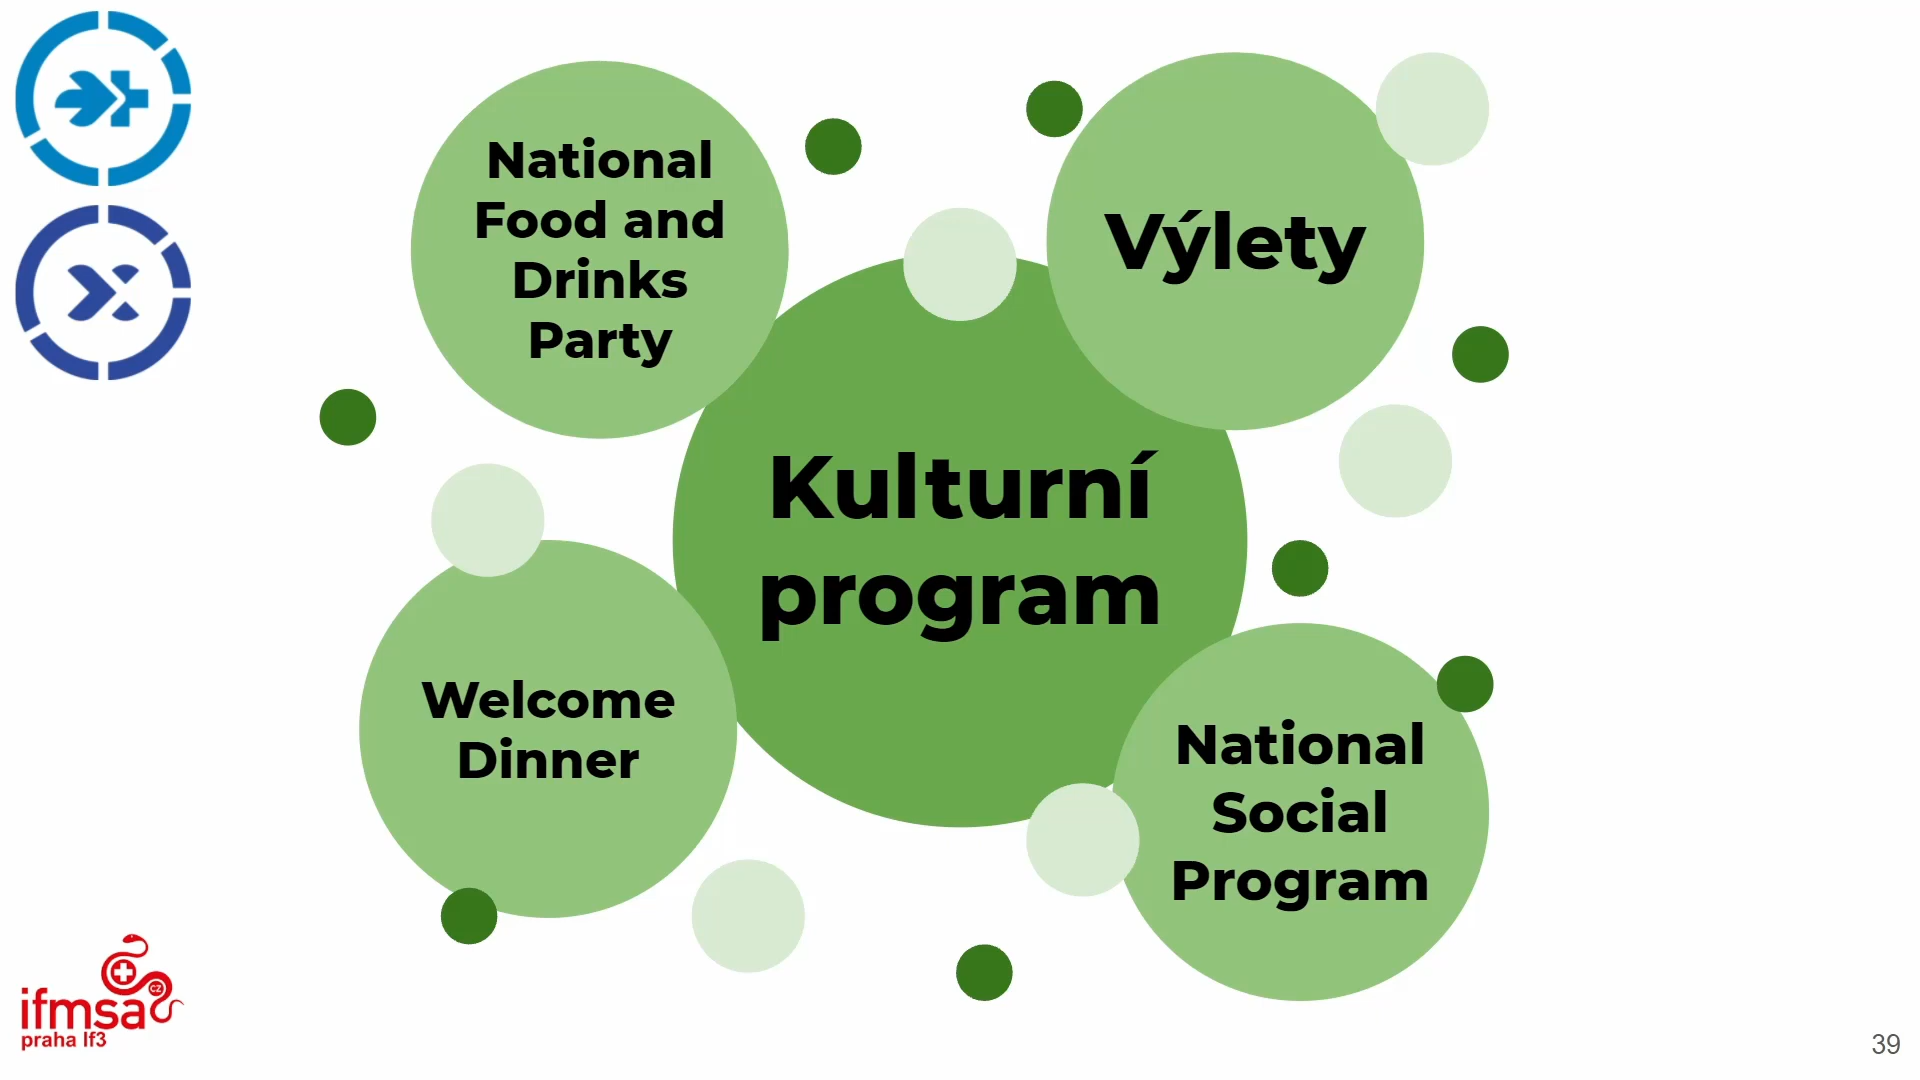 National
Food and
Drinks
Party
Výlety
Kulturní
program
Welcome
Dinner
National
Social
Program
ifmsa
CZ
praha lf3
39